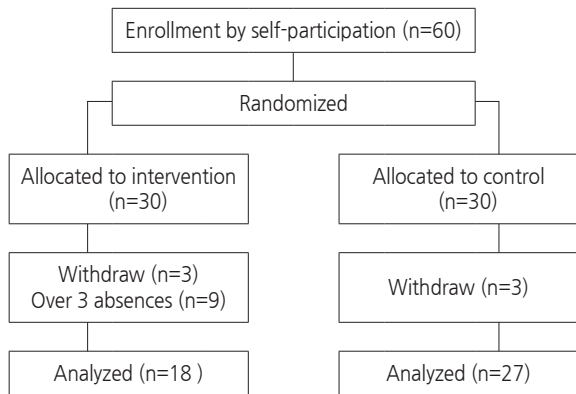 Enrollment by self-participation (n=60)
Randomized
Allocated to intervention
(n=30)
Allocated to control
(n=30)
Withdraw (n=3)
Over 3 absences (n=9)
Withdraw (n=3)
Analyzed (n=18 )
Analyzed (n=27)